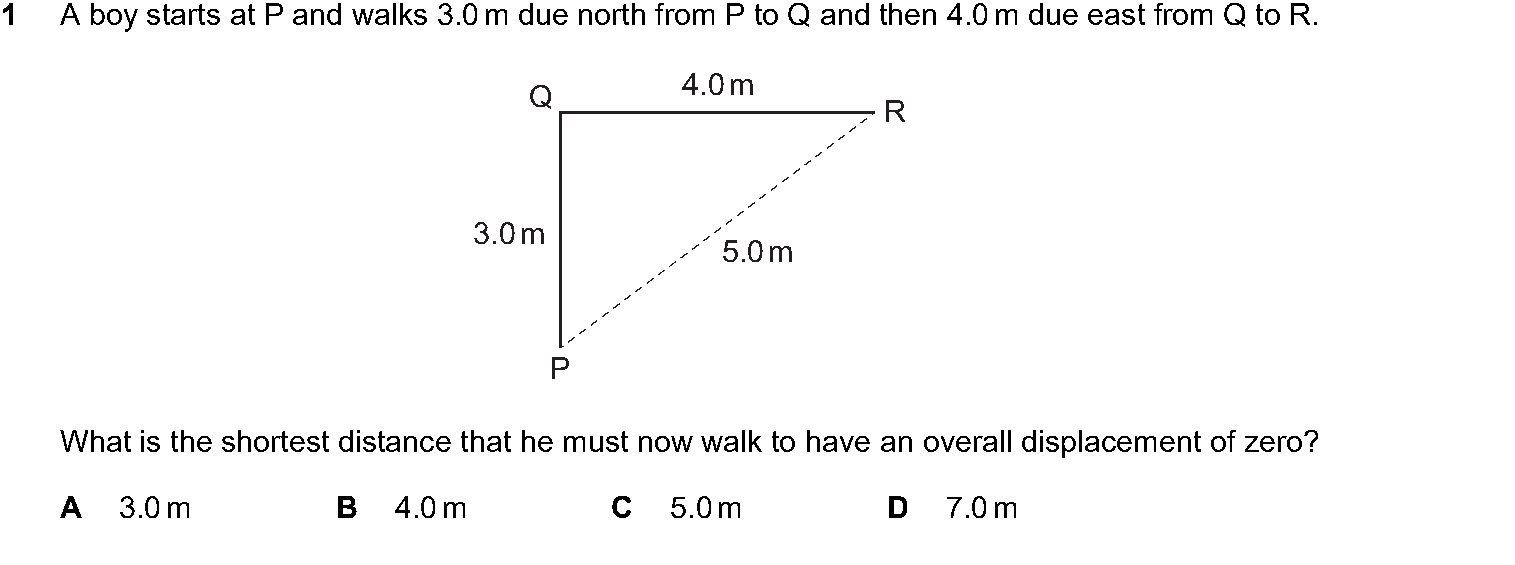 1 A boy starts at P and walks 3.0 m due north from P to Q and then 4.0 m due east from Q to R.
4.0 m
Q
R
3.0 m
5.0 m
P
What is the shortest distance that he must now walk to have an overall displacement of zero?
A 3.0 m B 4.0 m C 5.0 m D 7.0 m